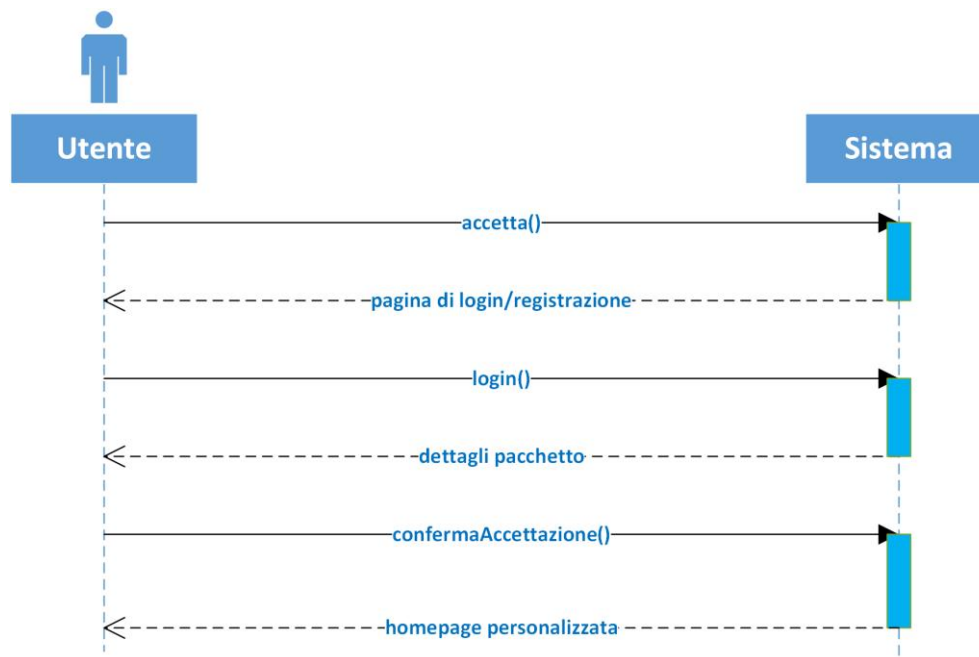 Utente
Sistema
accetta()
pagina di login/registrazione
login()
dettagli pacchetto
confermaAccettazione()
homepage personalizzata